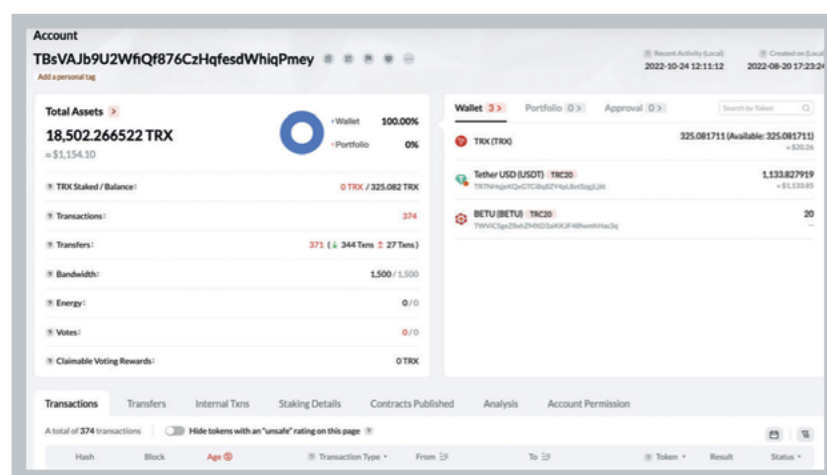 Account
TBsVAJb9U2WfiQf876CzHqfesdWhiqPmey
Add a personal tag
Recent Activity (Local)
2022-10-24 12:11:12
Created on (Local
2022-08-20 17:23:24
Total Assets >
18,502.266522 TRX
≈ $1,154.10
Wallet 100.00%
Portfolio 0%
TRX Staked / Balance:
0 TRX / 325.082 TRX
Transactions:
374
Transfers:
371 (↓ 344 Txns ↑ 27 Txns)
Bandwidth:
1,500 / 1,500
Energy:
0 / 0
Votes:
0 / 0
Claimable Voting Rewards:
0 TRX
Wallet 3 > Portfolio 0 > Approval 0 >
Search by Token
TRX (TRX)
325.081711 (Available: 325.081711)
≈ $20.26
Tether USD (USDT) TRC20
1,133.827919
≈ $1,133.85
BETU (BETU) TRC20
20
--
Transactions Transfers Internal Txns Staking Details Contracts Published Analysis Account Permission
A total of 374 transactions
Hide tokens with an "unsafe" rating on this page
Hash Block Age Transaction Type From To Token Result Status